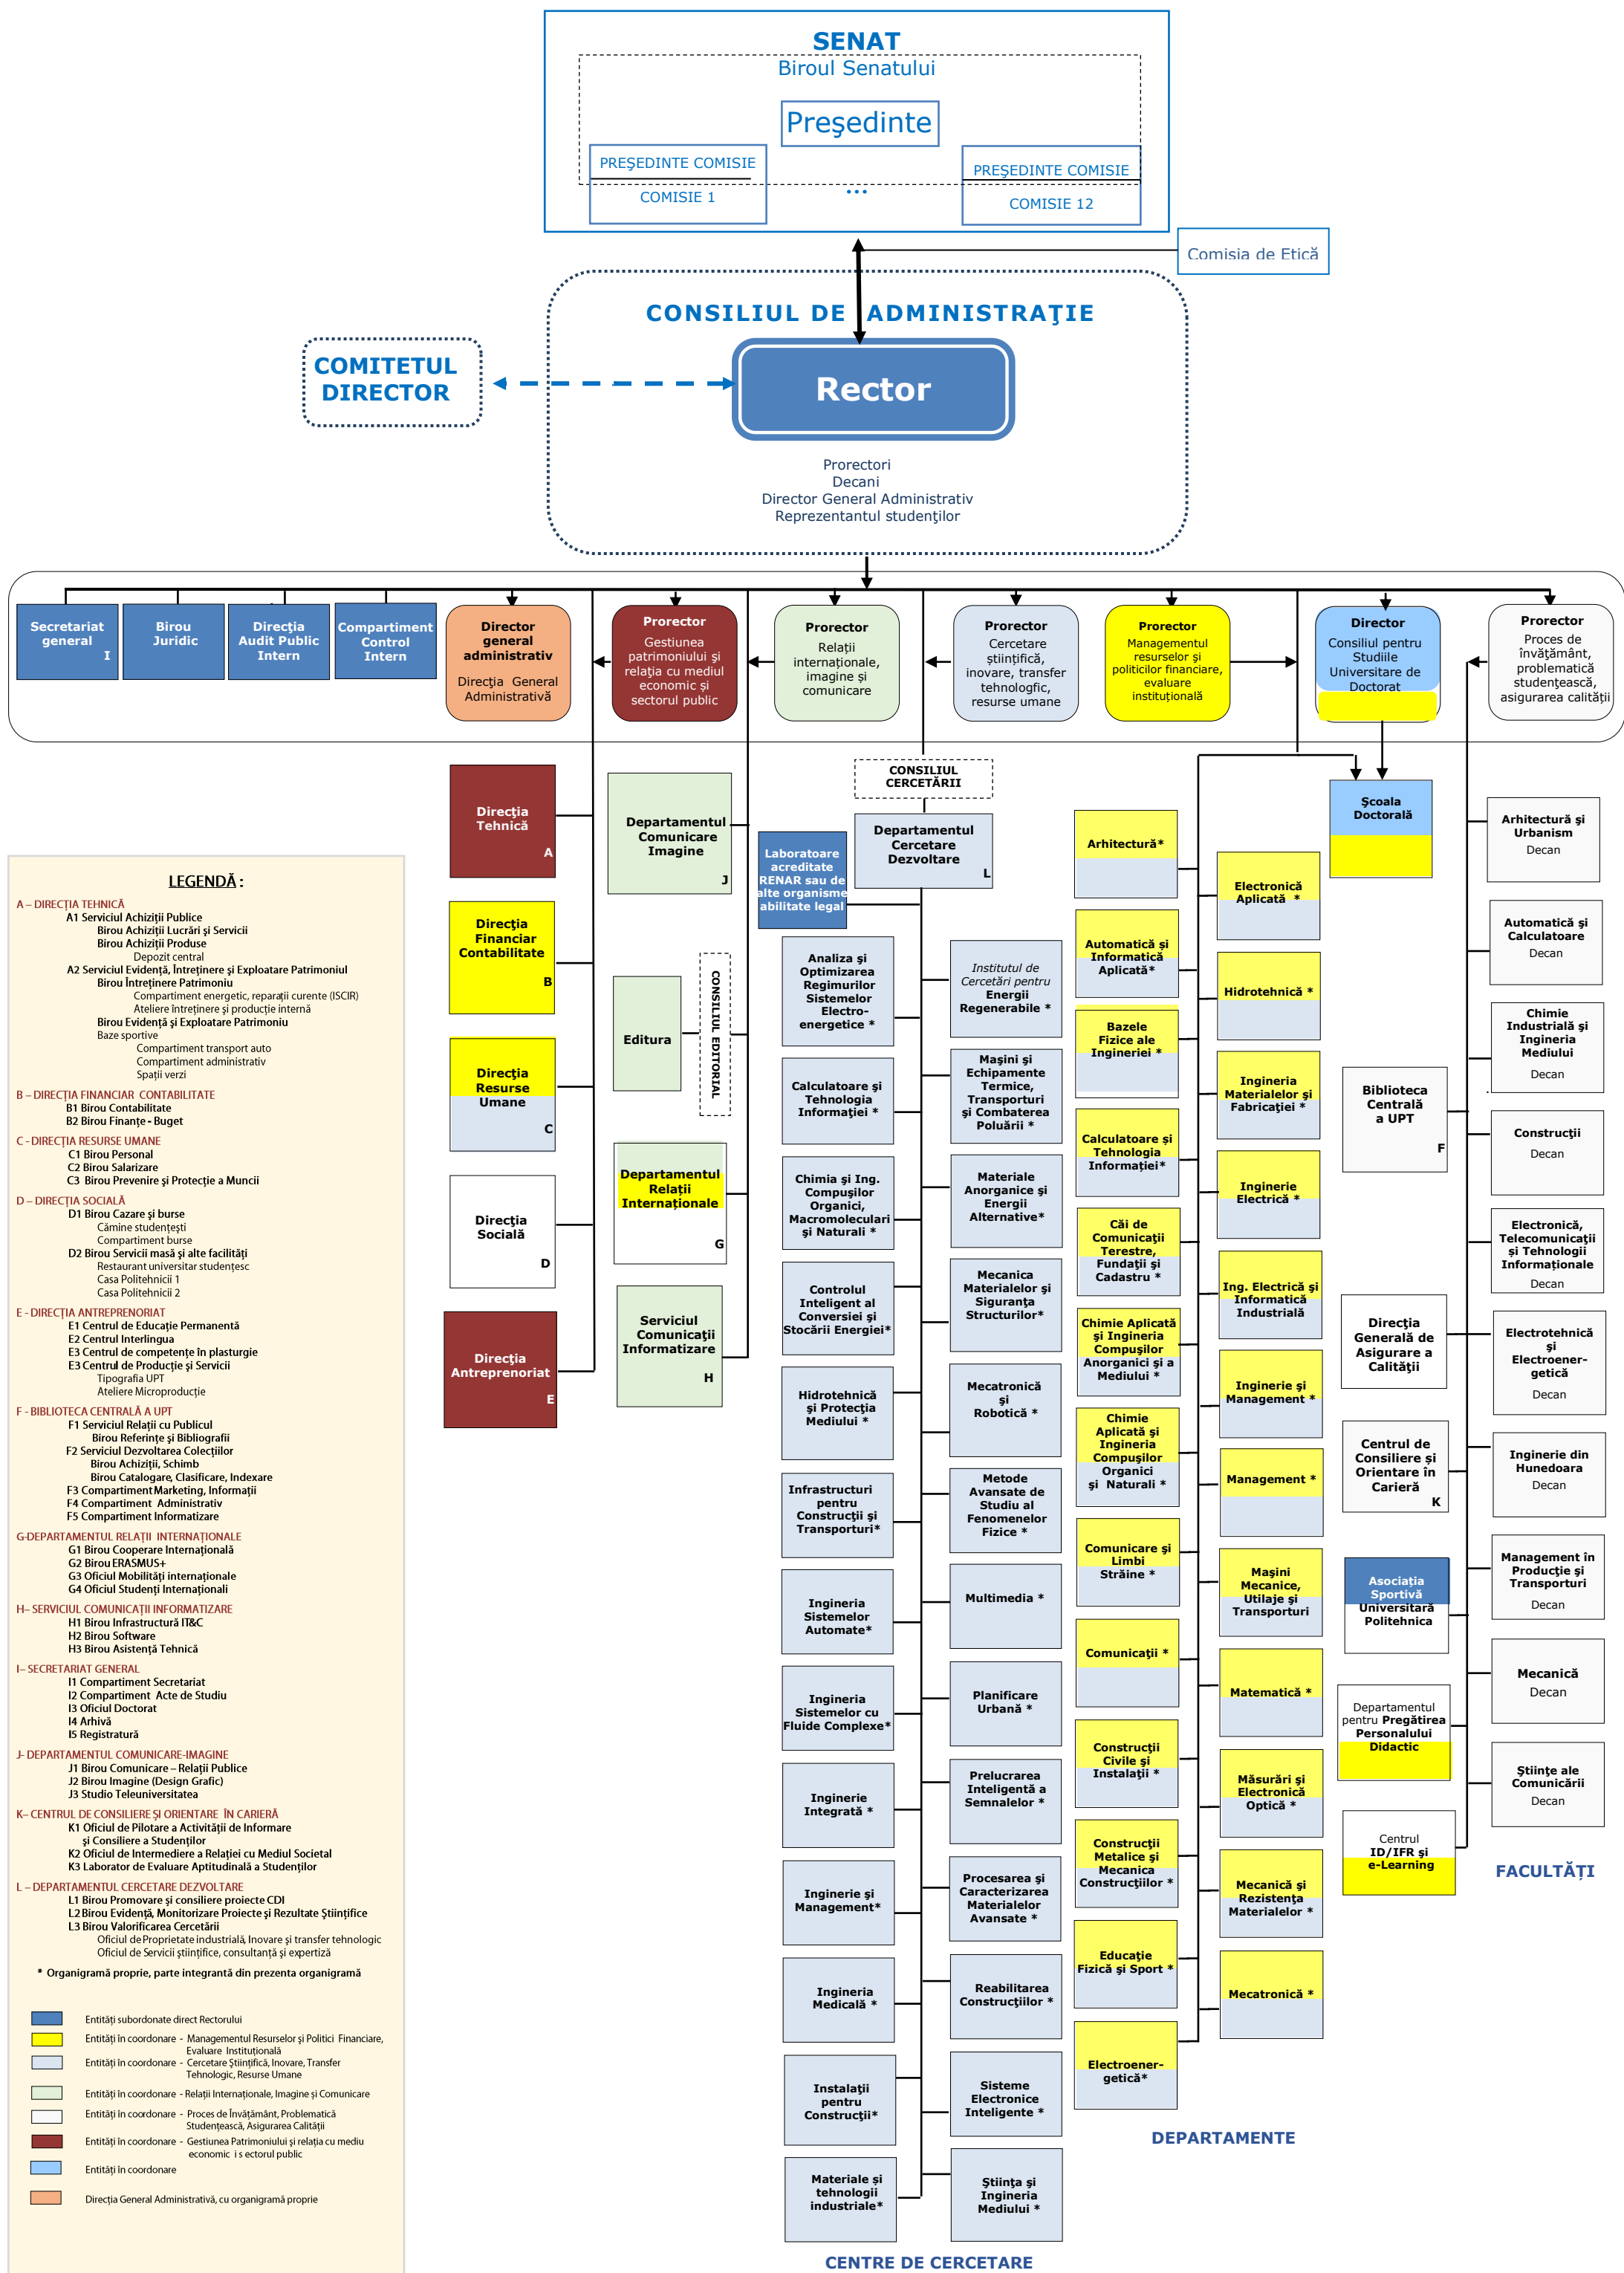 SENAT
Biroul Senatului
Preşedinte
PREŞEDINTE COMISIE
COMISIE 1
...
PREŞEDINTE COMISIE
COMISIE 12
Comisia de Etică
CONSILIUL DE ADMINISTRAŢIE
COMITETUL
DIRECTOR
Rector
Prorectori
Decani
Director General Administrativ
Reprezentantul studenţilor
Secretariat
general
I
Birou
Juridic
Direcţia
Audit Public
Intern
Compartiment
Control
Intern
Director
general
administrativ
Direcţia General
Administrativă
Prorector
Gestiunea
patrimoniului şi
relaţia cu mediul
economic şi
sectorul public
Prorector
Relaţii
internaţionale,
imagine şi
comunicare
Prorector
Cercetare
ştiinţifică,
inovare, transfer
tehnologfic,
resurse umane
Prorector
Managementul
resurselor şi
politicilor financiare,
evaluare
instituţională
Director
Consiliul pentru
Studiile
Universitare de
Doctorat
Prorector
Proces de
învăţământ,
problematică
studenţească,
asigurarea calităţii
Direcţia
Tehnică
A
Direcţia
Financiar
Contabilitate
B
Direcţia
Resurse
Umane
C
Direcţia
Socială
D
Direcţia
Antreprenoriat
E
Departamentul
Comunicare
Imagine
J
Editura
CONSILIUL EDITORIAL
Departamentul
Relaţii
Internaţionale
G
Serviciul
Comunicaţii
Informatizare
H
CONSILIUL
CERCETĂRII
Departamentul
Cercetare
Dezvoltare
L
Laboratoare
acreditate
RENAR sau de
alte organisme
abilitate legal
Analiza şi
Optimizarea
Regimurilor
Sistemelor
Electro-
energetice *
Calculatoare şi
Tehnologia
Informaţiei *
Chimia şi Ing.
Compuşilor
Organici,
Macromoleculari
şi Naturali *
Controlul
Inteligent al
Conversiei şi
Stocării Energiei*
Hidrotehnică
şi Protecţia
Mediului *
Infrastructuri
pentru
Construcţii şi
Transporturi*
Ingineria
Sistemelor
Automate*
Ingineria
Sistemelor cu
Fluide Complexe*
Inginerie
Integrată *
Inginerie şi
Management*
Ingineria
Medicală *
Instalaţii
pentru
Construcţii*
Materiale şi
tehnologii
industriale*
Institutul de
Cercetări pentru
Energii
Regenerabile *
Maşini şi
Echipamente
Termice,
Transporturi
şi Combaterea
Poluării *
Materiale
Anorganice şi
Energii
Alternative*
Mecanica
Materialelor şi
Siguranţa
Structurilor*
Mecatronică
şi
Robotică *
Metode
Avansate de
Studiu al
Fenomenelor
Fizice *
Multimedia *
Planificare
Urbană *
Prelucrarea
Inteligentă a
Semnalelor *
Procesarea şi
Caracterizarea
Materialelor
Avansate *
Reabilitarea
Construcţiilor *
Sisteme
Electronice
Inteligente *
Ştiinţa şi
Ingineria
Mediului *
CENTRE DE CERCETARE
Arhitectură*
Automatică şi
Informatică
Aplicată*
Bazele
Fizice ale
Ingineriei *
Calculatoare şi
Tehnologia
Informaţiei*
Căi de
Comunicaţii
Terestre,
Fundaţii şi
Cadastru *
Chimie Aplicată
şi Ingineria
Compuşilor
Anorganici şi a
Mediului *
Chimie
Aplicată şi
Ingineria
Compuşilor
Organici
şi Naturali *
Comunicare şi
Limbi
Străine *
Comunicaţii *
Construcţii
Civile şi
Instalaţii *
Construcţii
Metalice şi
Mecanica
Construcţiilor *
Educaţie
Fizică şi Sport *
Electroener-
getică*
Electronică
Aplicată *
Hidrotehnică *
Ingineria
Materialelor şi
Fabricaţiei *
Inginerie
Electrică *
Ing. Electrică şi
Informatică
Industrială
Inginerie şi
Management *
Management *
Maşini
Mecanice,
Utilaje şi
Transporturi
Matematică *
Măsurări şi
Electronică
Optică *
Mecanică şi
Rezistenţa
Materialelor *
Mecatronică *
DEPARTAMENTE
Şcoala
Doctorală
Biblioteca
Centrală
a UPT
F
Direcţia
Generală de
Asigurare a
Calităţii
Centrul de
Consiliere şi
Orientare în
Carieră
K
Asociaţia
Sportivă
Universitară
Politehnica
Departamentul
pentru Pregătirea
Personalului
Didactic
Centrul
ID/IFR şi
e-Learning
Arhitectură şi
Urbanism
Decan
Automatică şi
Calculatoare
Decan
Chimie
Industrială şi
Ingineria
Mediului
Decan
Construcţii
Decan
Electronică,
Telecomunicaţii
şi Tehnologii
Informaţionale
Decan
Electrotehnică
şi
Electroener-
getică
Decan
Inginerie din
Hunedoara
Decan
Management în
Producţie şi
Transporturi
Decan
Mecanică
Decan
Ştiinţe ale
Comunicării
Decan
FACULTĂŢI
LEGENDĂ :
A – DIRECŢIA TEHNICĂ
A1 Serviciul Achiziţii Publice
Birou Achiziţii Lucrări şi Servicii
Birou Achiziţii Produse
Depozit central
A2 Serviciul Evidenţă, Întreţinere şi Exploatare Patrimoniul
Birou Întreţinere Patrimoniu
Compartiment energetic, reparaţii curente (ISCIR)
Ateliere întreţinere şi producţie internă
Birou Evidenţă şi Exploatare Patrimoniu
Baze sportive
Compartiment transport auto
Compartiment administrativ
Spaţii verzi
B – DIRECŢIA FINANCIAR CONTABILITATE
B1 Birou Contabilitate
B2 Birou Finanţe - Buget
C - DIRECŢIA RESURSE UMANE
C1 Birou Personal
C2 Birou Salarizare
C3 Birou Prevenire şi Protecţie a Muncii
D – DIRECŢIA SOCIALĂ
D1 Birou Cazare şi burse
Cămine studenţeşti
Compartiment burse
D2 Birou Servicii masă şi alte facilităţi
Restaurant universitar studenţesc
Casa Politehnicii 1
Casa Politehnicii 2
E - DIRECŢIA ANTREPRENORIAT
E1 Centrul de Educaţie Permanentă
E2 Centrul Interlingua
E3 Centrul de competenţe în plasturgie
E3 Centrul de Producţie şi Servicii
Tipografia UPT
Ateliere Microproducţie
F - BIBLIOTECA CENTRALĂ A UPT
F1 Serviciul Relaţii cu Publicul
Birou Referinţe şi Bibliografii
F2 Serviciul Dezvoltarea Colecţiilor
Birou Achiziţii, Schimb
Birou Catalogare, Clasificare, Indexare
F3 Compartiment Marketing, Informaţii
F4 Compartiment Administrativ
F5 Compartiment Informatizare
G-DEPARTAMENTUL RELAŢII INTERNAŢIONALE
G1 Birou Cooperare Internaţională
G2 Birou ERASMUS+
G3 Oficiul Mobilităţi internaţionale
G4 Oficiul Studenţi Internaţionali
H– SERVICIUL COMUNICAŢII INFORMATIZARE
H1 Birou Infrastructură IT&C
H2 Birou Software
H3 Birou Asistenţă Tehnică
I– SECRETARIAT GENERAL
I1 Compartiment Secretariat
I2 Compartiment Acte de Studiu
I3 Oficiul Doctorat
I4 Arhivă
I5 Registratură
J- DEPARTAMENTUL COMUNICARE-IMAGINE
J1 Birou Comunicare – Relaţii Publice
J2 Birou Imagine (Design Grafic)
J3 Studio Teleuniversitatea
K– CENTRUL DE CONSILIERE ŞI ORIENTARE ÎN CARIERĂ
K1 Oficiul de Pilotare a Activităţii de Informare
şi Consiliere a Studenţilor
K2 Oficiul de Intermediere a Relaţiei cu Mediul Societal
K3 Laborator de Evaluare Aptitudinală a Studenţilor
L – DEPARTAMENTUL CERCETARE DEZVOLTARE
L1 Birou Promovare şi consiliere proiecte CDI
L2 Birou Evidenţă, Monitorizare Proiecte şi Rezultate Ştiinţifice
L3 Birou Valorificarea Cercetării
Oficiul de Proprietate industrială, Inovare şi transfer tehnologic
Oficiul de Servicii ştiinţifice, consultanţă şi expertiză
* Organigramă proprie, parte integrantă din prezenta organigramă
Entităţi subordonate direct Rectorului
Entităţi în coordonare - Managementul Resurselor şi Politici Financiare,
Evaluare Instituţională
Entităţi în coordonare - Cercetare Ştiinţifică, Inovare, Transfer
Tehnologic, Resurse Umane
Entităţi în coordonare - Relaţii Internaţionale, Imagine şi Comunicare
Entităţi în coordonare - Proces de Învăţământ, Problematică
Studenţească, Asigurarea Calităţii
Entităţi în coordonare - Gestiunea Patrimoniului şi relaţia cu mediu
economic i s ectorul public
Entităţi în coordonare
Direcţia General Administrativă, cu organigramă proprie